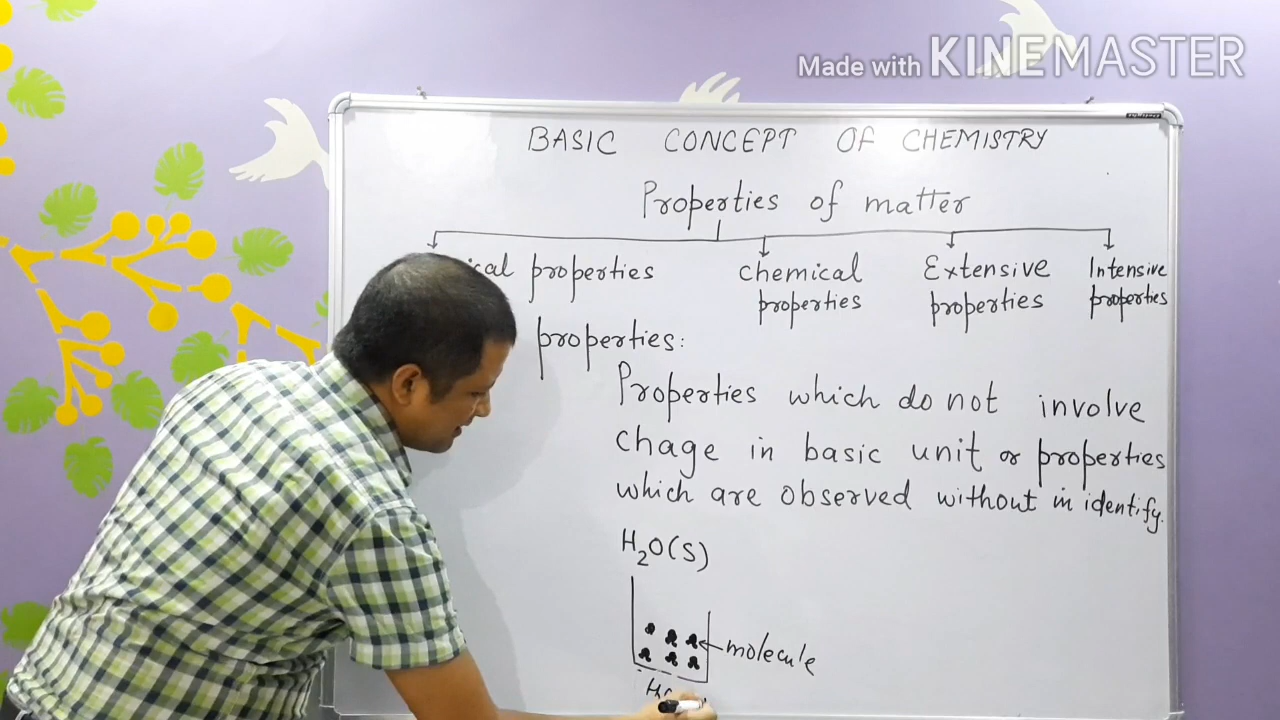 Made with KINEMASTER
BASIC CONCEPT OF CHEMISTRY
Properties of matter
ical properties
chemical properties
Extensive properties
Intensive properties
properties:
Properties which do not involve
chage in basic unit or properties
which are observed without in identify.
H₂O(S)
molecule